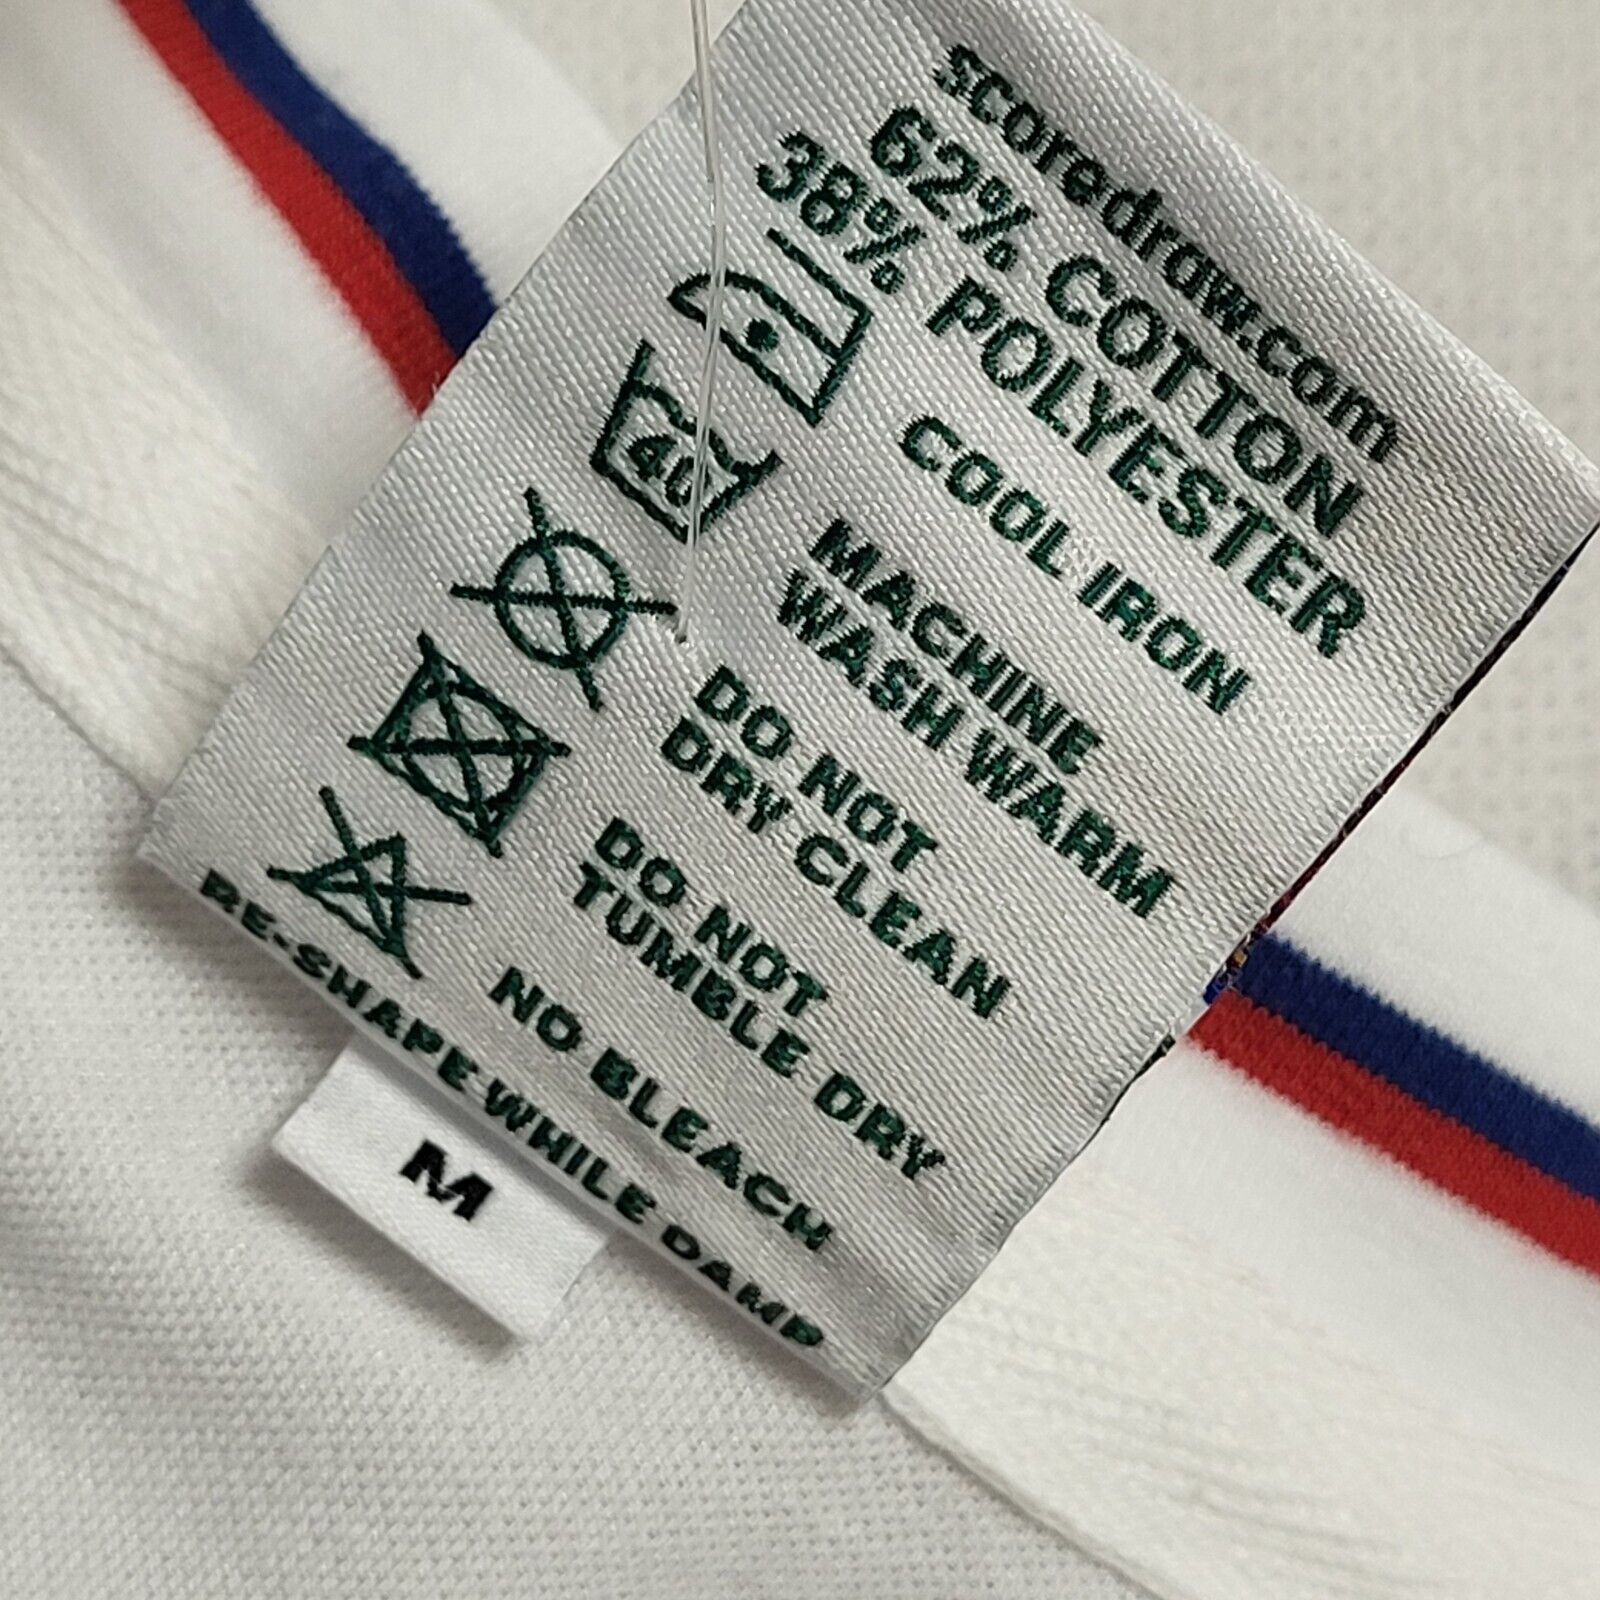 scoredraw.com
62% COTTON
38% POLYESTER
COOL IRON
40
MACHINE
WASH WARM
DO NOT
DRY CLEAN
DO NOT
TUMBLE DRY
NO BLEACH
RE-SHAPE WHILE DAMP
M